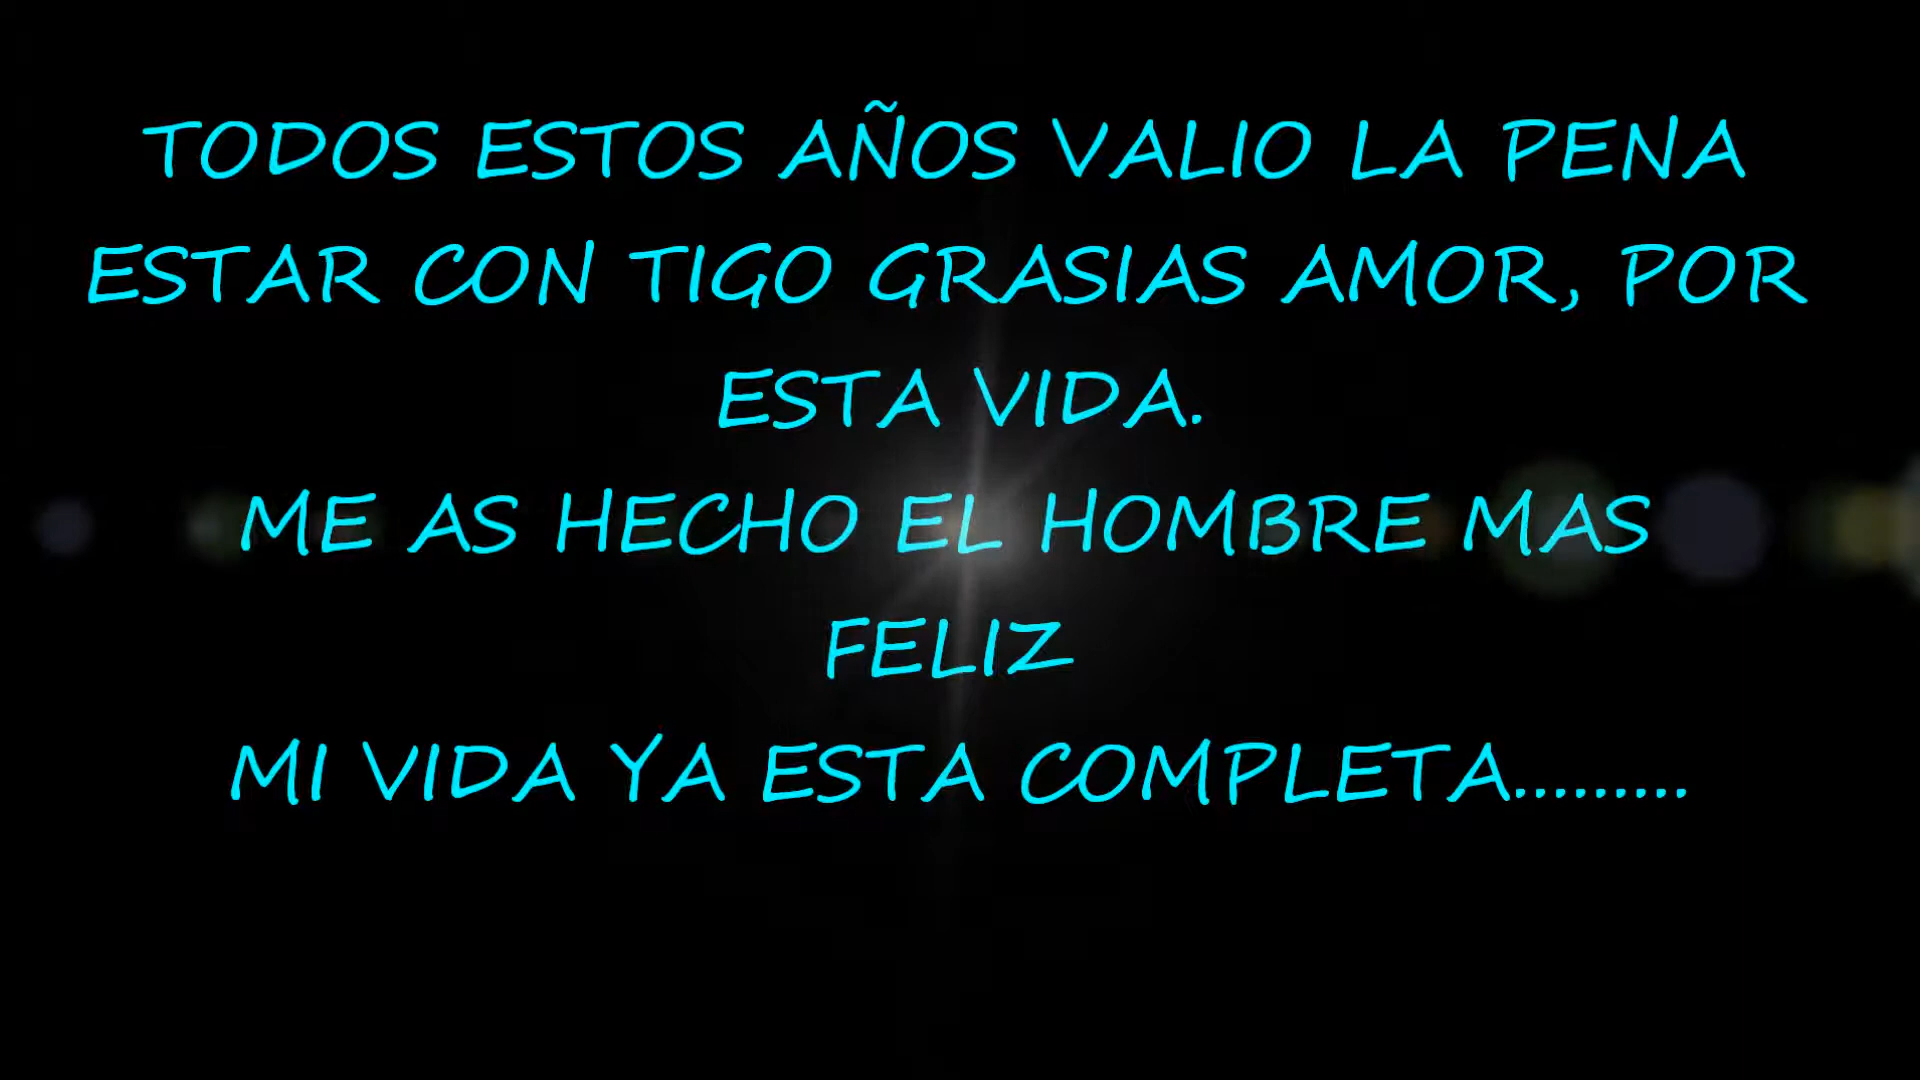 TODOS ESTOS AÑOS VALIO LA PENA
ESTAR CON TIGO GRASIAS AMOR, POR
ESTA VIDA.
ME AS HECHO EL HOMBRE MAS
FELIZ
MI VIDA YA ESTA COMPLETA.........